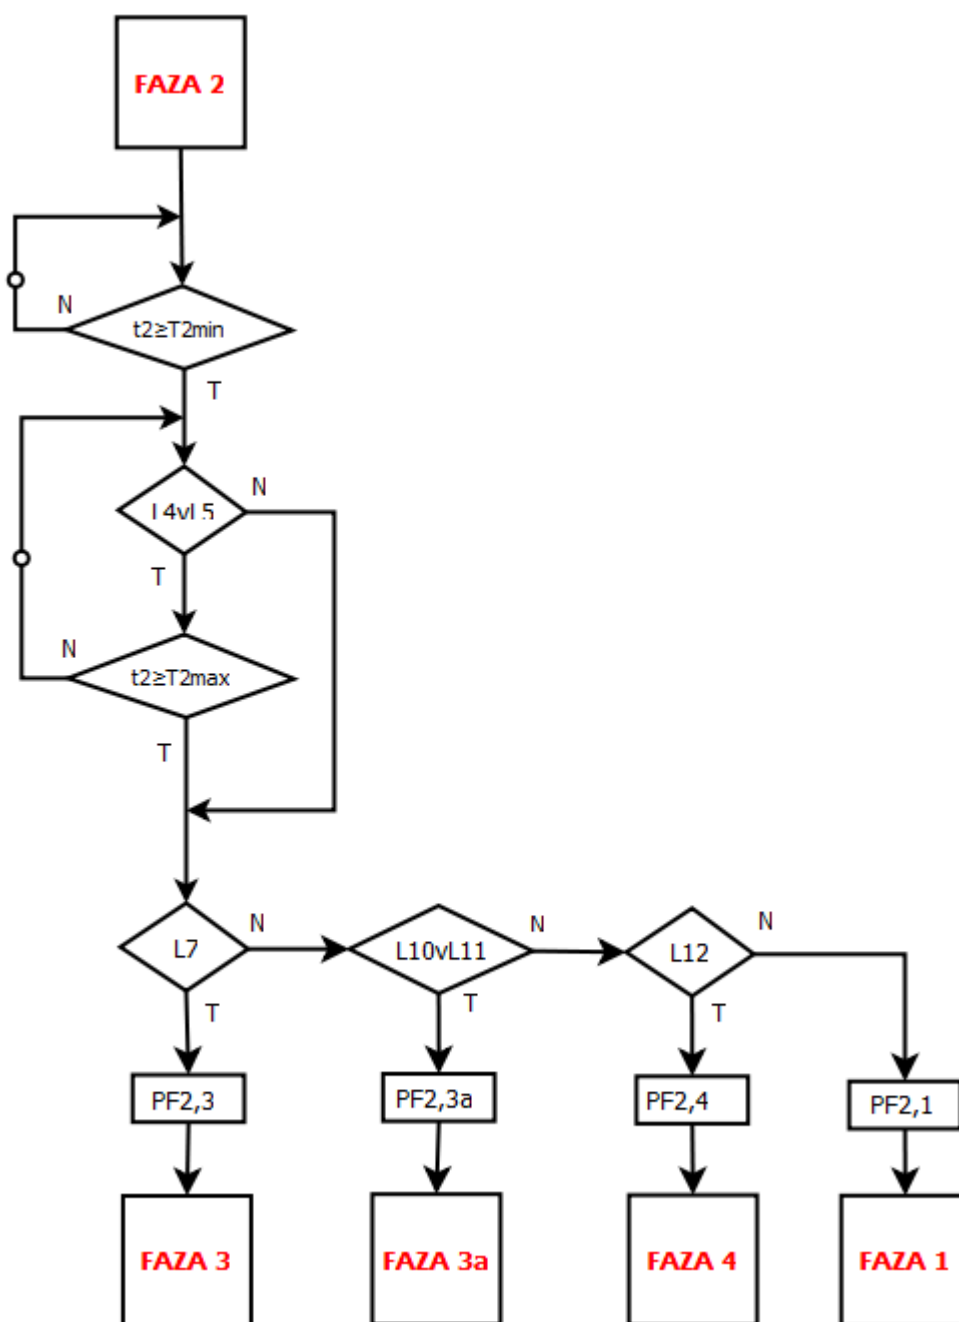 FAZA 2
N
t2≥T2min
T
N
L4vL5
T
N
t2≥T2max
T
L7
N
L10vL11
N
L12
N
T
T
T
PF2,3
PF2,3a
PF2,4
PF2,1
FAZA 3
FAZA 3a
FAZA 4
FAZA 1